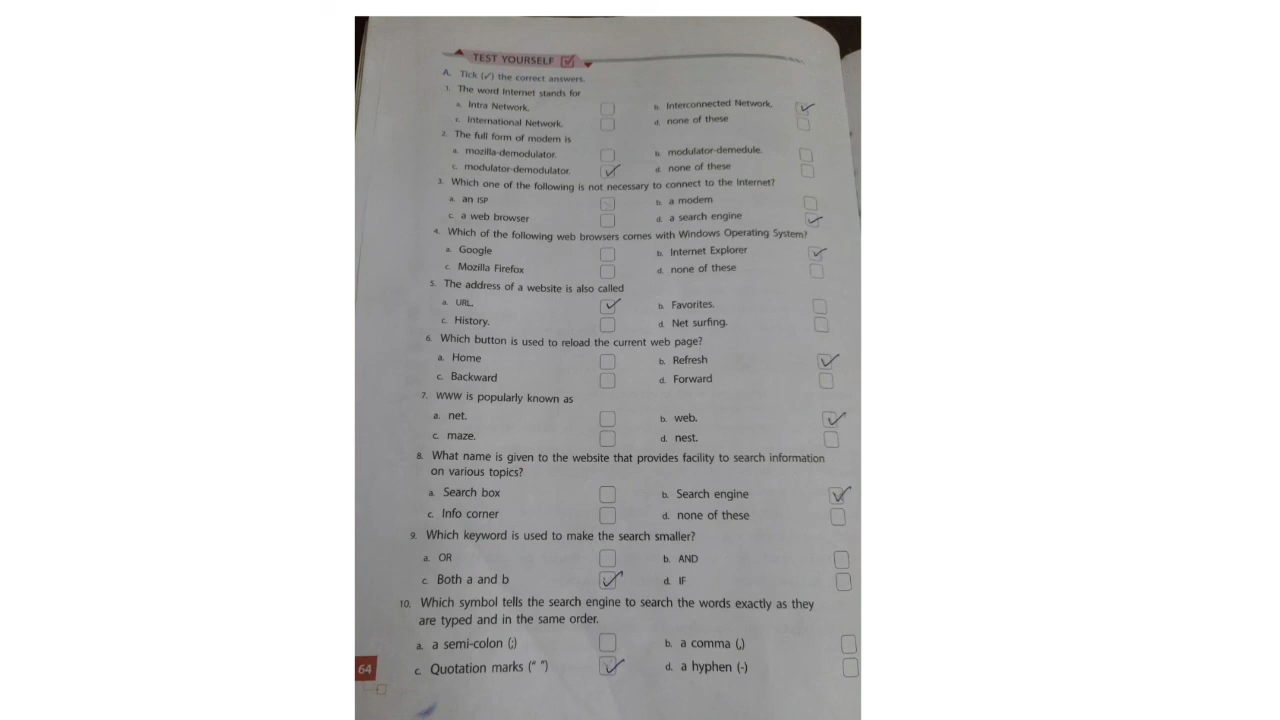 TEST YOURSELF
A. Tick (✓) the correct answers.
1. The word Internet stands for
a. Intra Network. b. Interconnected Network. ✓
c. International Network. d. none of these
2. The full form of modem is
a. mozilla-demodulator. b. modulator-demedule.
c. modulator-demodulator. ✓ d. none of these
3. Which one of the following is not necessary to connect to the Internet?
a. an ISP b. a modem
c. a web browser d. a search engine ✓
4. Which of the following web browsers comes with Windows Operating System?
a. Google b. Internet Explorer ✓
c. Mozilla Firefox d. none of these
5. The address of a website is also called
a. URL. ✓ b. Favorites.
c. History. d. Net surfing.
6. Which button is used to reload the current web page?
a. Home b. Refresh ✓
c. Backward d. Forward
7. WWW is popularly known as
a. net. b. web. ✓
c. maze. d. nest.
8. What name is given to the website that provides facility to search information
on various topics?
a. Search box b. Search engine ✓
c. Info corner d. none of these
9. Which keyword is used to make the search smaller?
a. OR b. AND
c. Both a and b ✓ d. IF
10. Which symbol tells the search engine to search the words exactly as they
are typed and in the same order.
a. a semi-colon (;) b. a comma (,)
c. Quotation marks (“ ”) ✓ d. a hyphen (-)
64